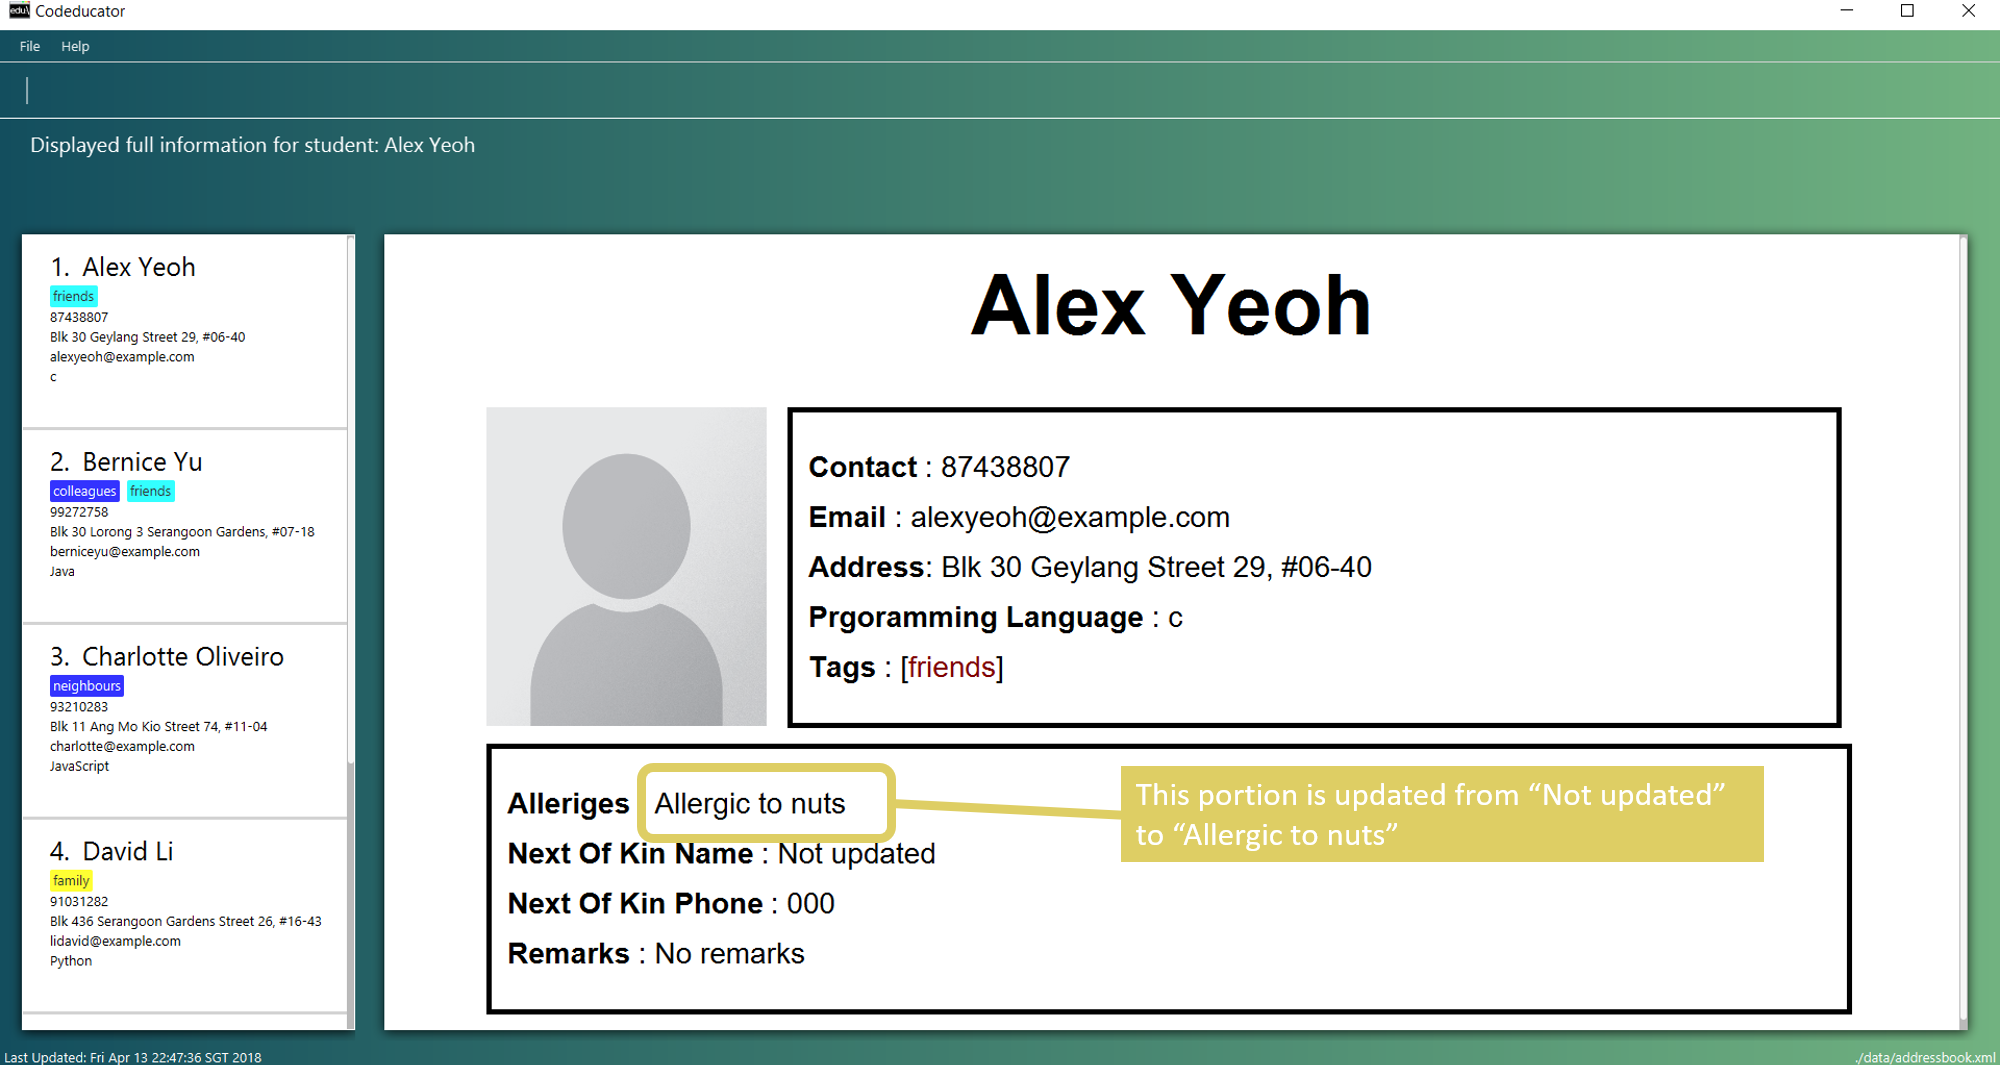 edu\ Codeducator
File Help
Displayed full information for student: Alex Yeoh
1. Alex Yeoh
friends
87438807
Blk 30 Geylang Street 29, #06-40
alexyeoh@example.com
c
2. Bernice Yu
colleagues friends
99272758
Blk 30 Lorong 3 Serangoon Gardens, #07-18
berniceyu@example.com
Java
3. Charlotte Oliveiro
neighbours
93210283
Blk 11 Ang Mo Kio Street 74, #11-04
charlotte@example.com
JavaScript
4. David Li
family
91031282
Blk 436 Serangoon Gardens Street 26, #16-43
lidavid@example.com
Python
Alex Yeoh
Contact : 87438807
Email : alexyeoh@example.com
Address: Blk 30 Geylang Street 29, #06-40
Prgoramming Language : c
Tags : [friends]
Alleriges Allergic to nuts
Next Of Kin Name : Not updated
Next Of Kin Phone : 000
Remarks : No remarks
This portion is updated from “Not updated”
to “Allergic to nuts”
Last Updated: Fri Apr 13 22:47:36 SGT 2018
./data/addressbook.xml